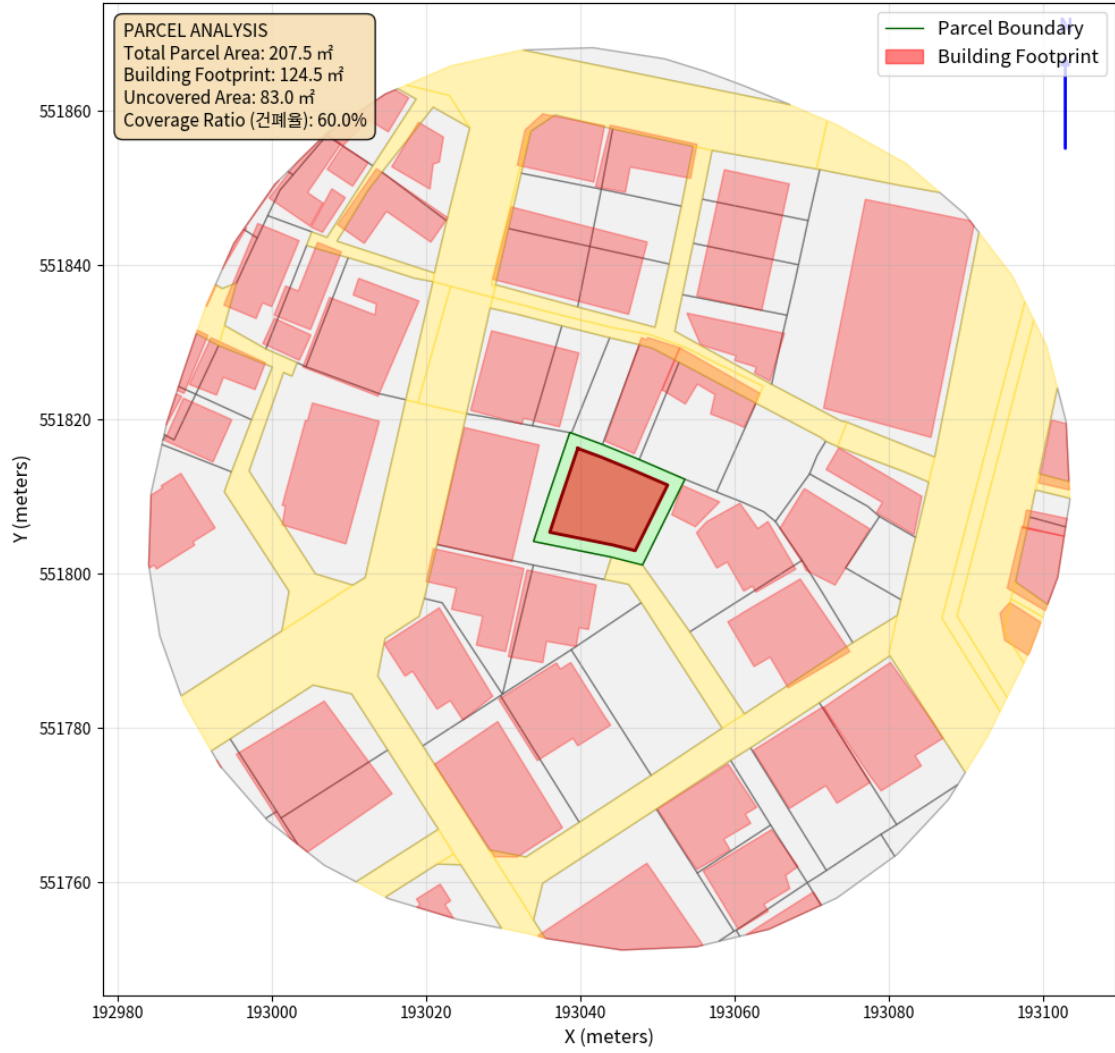 PARCEL ANALYSIS
Total Parcel Area: 207.5 ㎡
Building Footprint: 124.5 ㎡
Uncovered Area: 83.0 ㎡
Coverage Ratio (건폐율): 60.0%
Parcel Boundary
Building Footprint
N
551860
551840
551820
551800
551780
551760
Y (meters)
192980
193000
193020
193040
193060
193080
193100
X (meters)